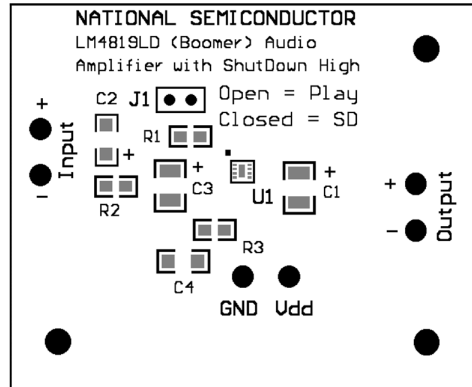 NATIONAL SEMICONDUCTOR
LM4819LD (Boomer) Audio
Amplifier with ShutDown High
J1
Open = Play
Closed = SD
C2
+
Input
-
+
R1
R2
+
C3
U1
+
C1
+
Output
-
R3
C4
GND Vdd